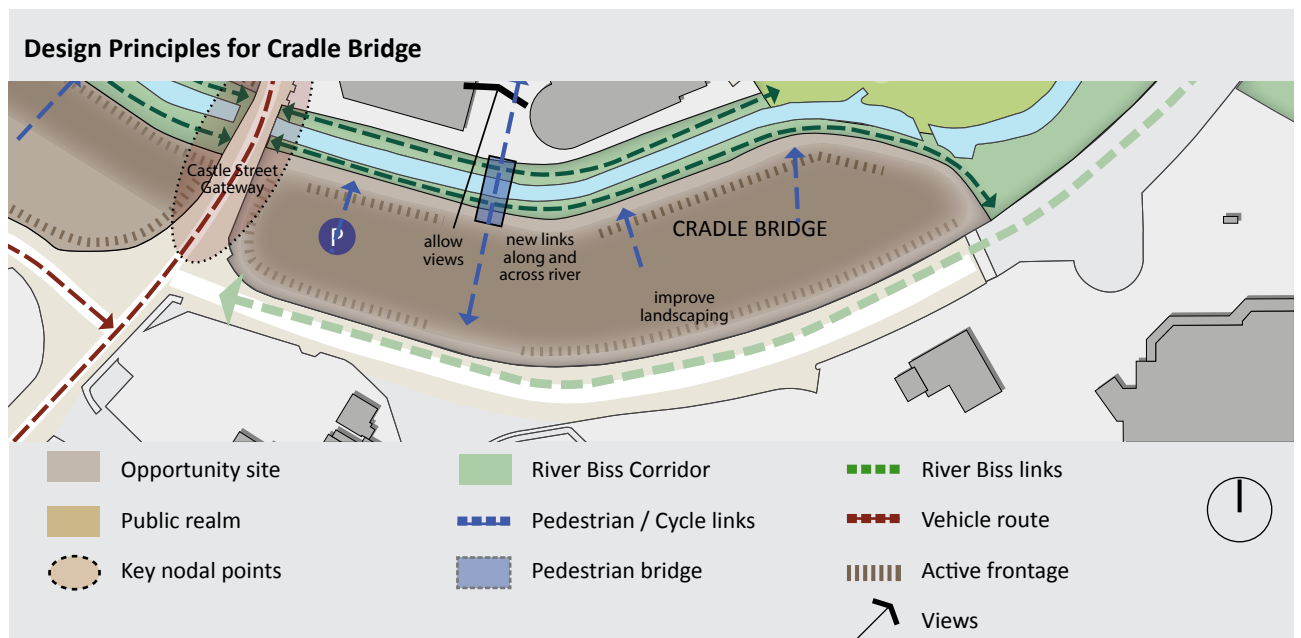 Design Principles for Cradle Bridge
Castle Street
Gateway
P
allow
views
new links
along and
across river
CRADLE BRIDGE
improve
landscaping
Opportunity site
River Biss Corridor
River Biss links
Public realm
Pedestrian / Cycle links
Vehicle route
Key nodal points
Pedestrian bridge
Active frontage
Views